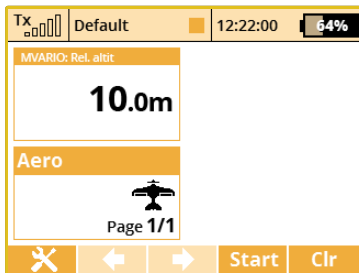 Tx Default 12:22:00 64%
MVARIO: Rel. altit
10.0m
Aero
Page 1/1
Start Clr